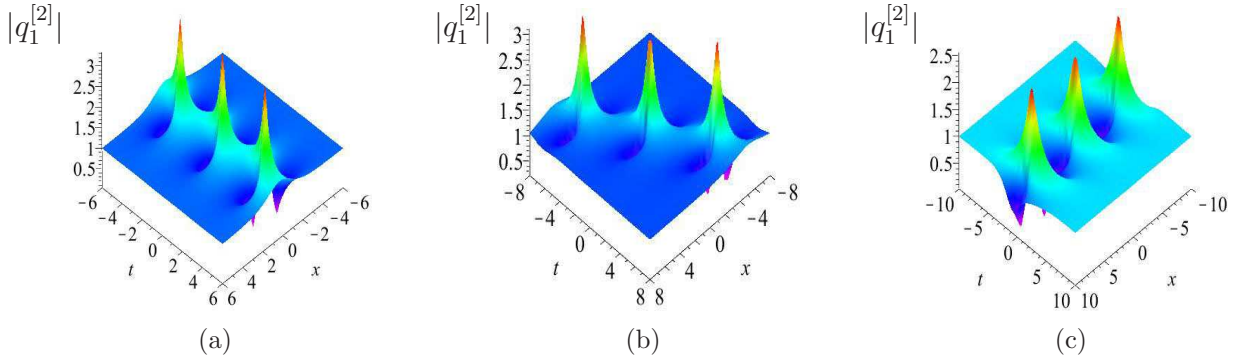 |q₁^[2]| |q₁^[2]| |q₁^[2]|
3 2.5 2 1.5 1 0.5
-6 -4 -2 0 2 4 6
t
6 4 2 0 -2 -4 -6
x
(a)
3 2.5 2 1.5 1 0.5
-8 -4 0 4 8
t
8 4 0 -4 -8
x
(b)
2.5 2 1.5 1 0.5
-10 -5 0 5 10
t
10 5 0 -5 -10
x
(c)